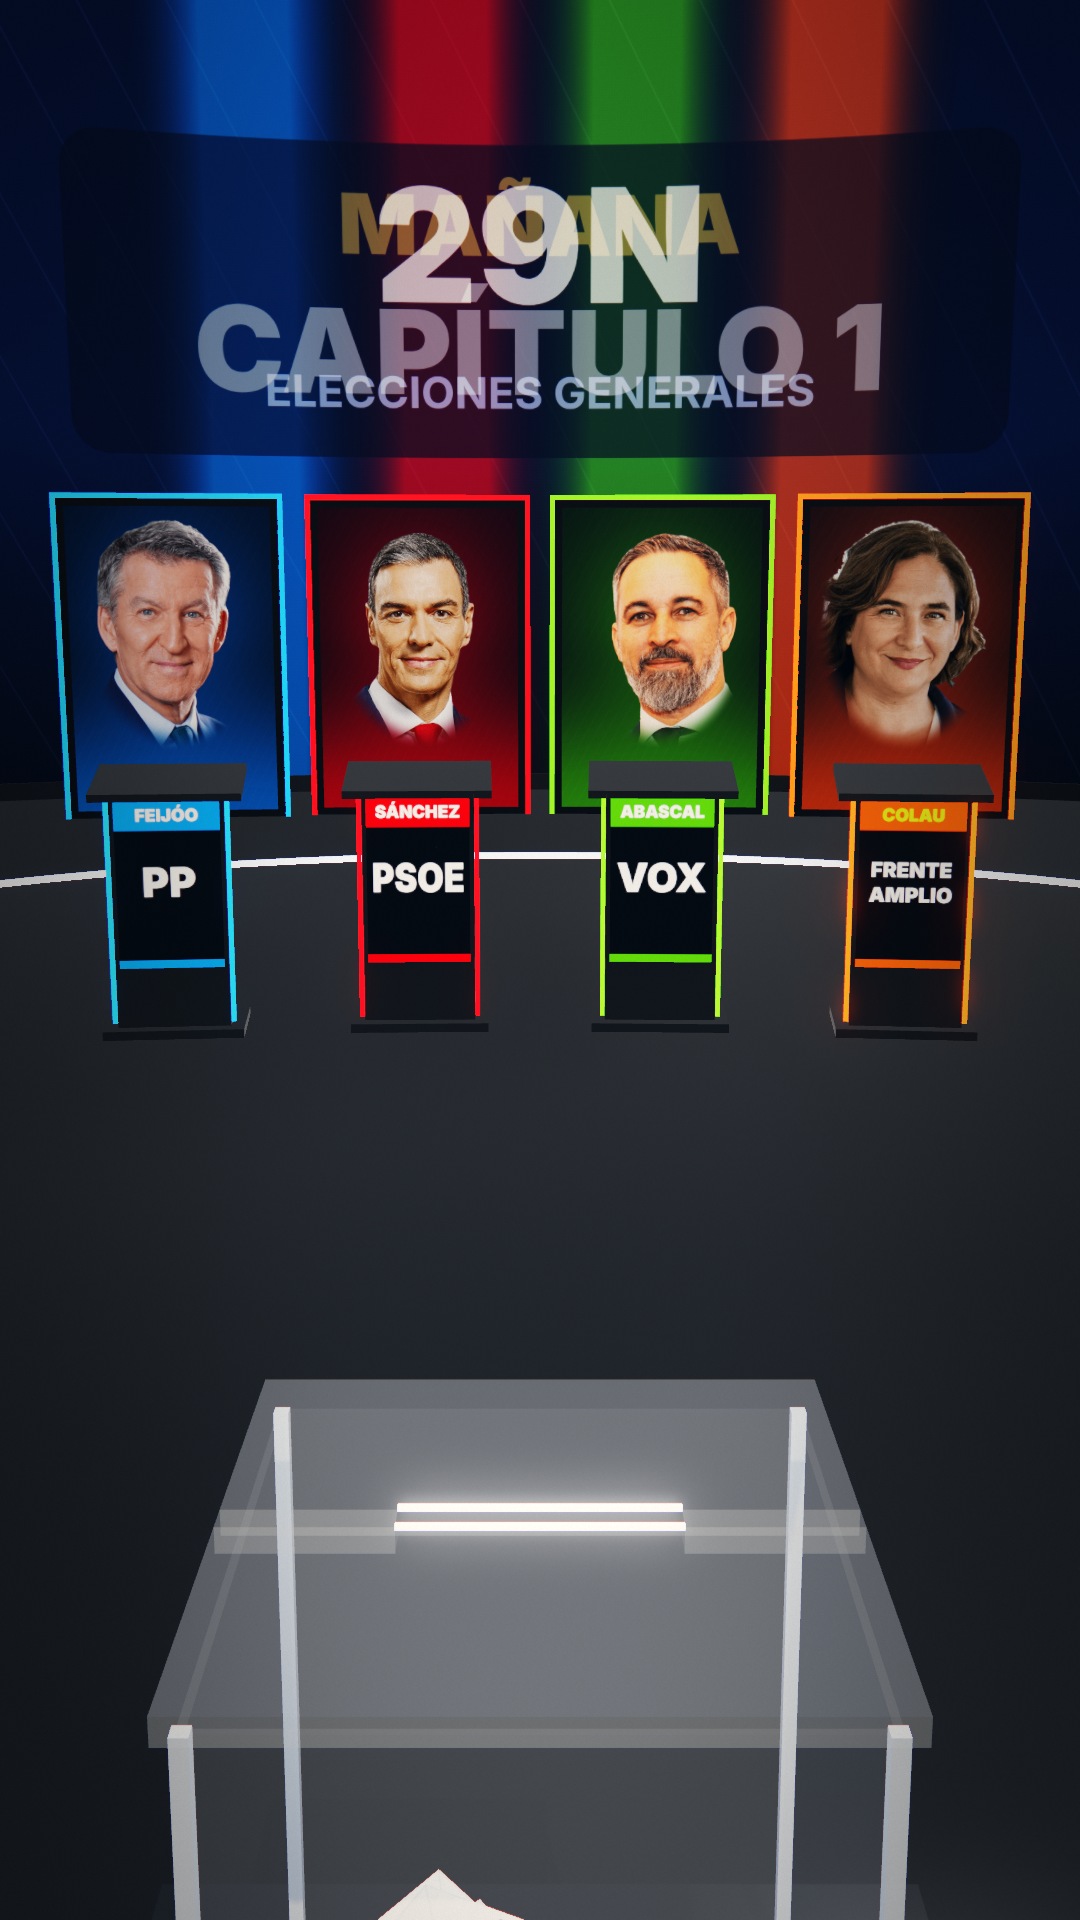 MAÑANA
29N
CAPÍTULO 1
ELECCIONES GENERALES
FEIJÓO
PP
SÁNCHEZ
PSOE
ABASCAL
VOX
COLAU
FRENTE
AMPLIO